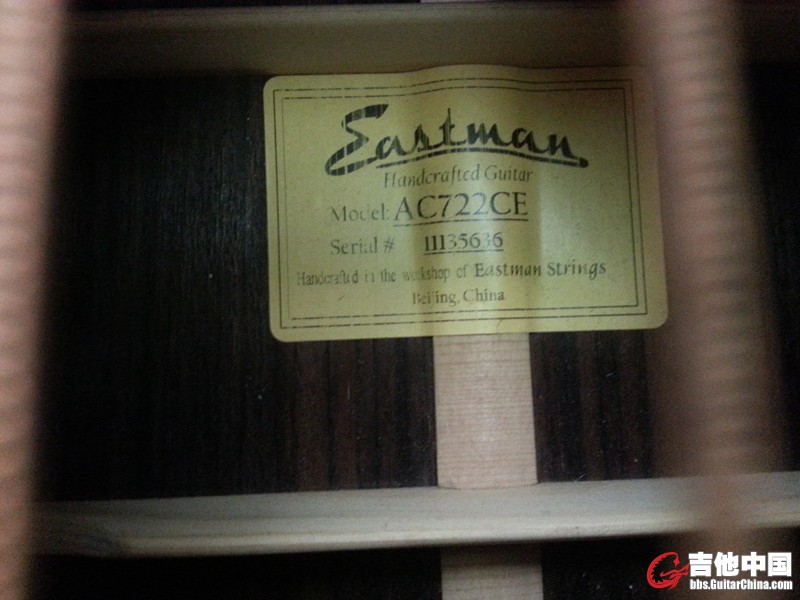 Eastman
Handcrafted Guitar
Model: AC722CE
Serial # 11135636
Handcrafted in the workshop of Eastman Strings
Beijing, China
吉他中国
bbs.GuitarChina.com